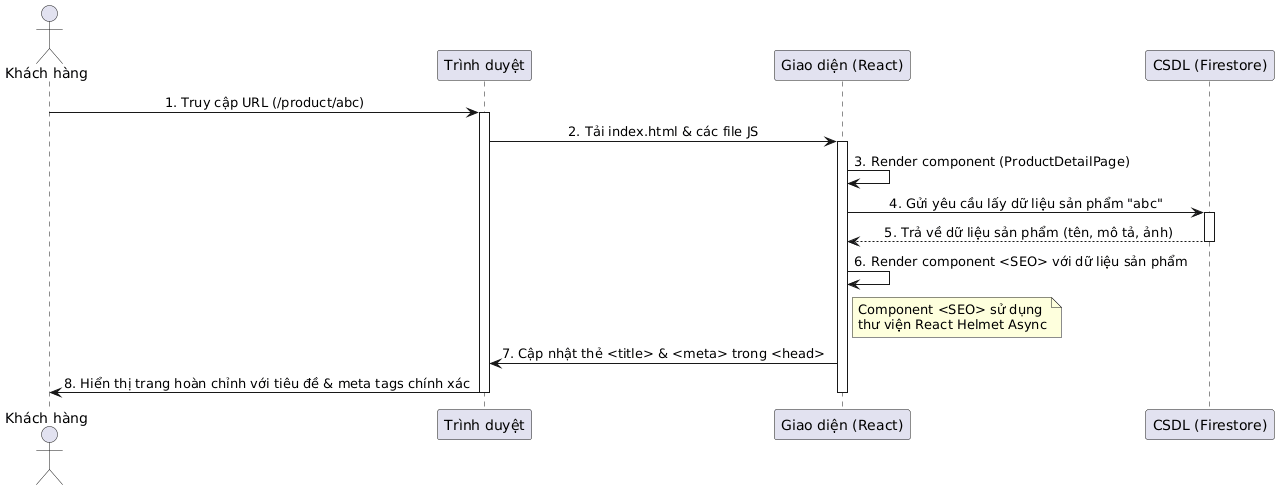 Khách hàng
Trình duyệt
Giao diện (React)
CSDL (Firestore)
1. Truy cập URL (/product/abc)
2. Tải index.html & các file JS
3. Render component (ProductDetailPage)
4. Gửi yêu cầu lấy dữ liệu sản phẩm "abc"
5. Trả về dữ liệu sản phẩm (tên, mô tả, ảnh)
6. Render component <SEO> với dữ liệu sản phẩm
Component <SEO> sử dụng
thư viện React Helmet Async
7. Cập nhật thẻ <title> & <meta> trong <head>
8. Hiển thị trang hoàn chỉnh với tiêu đề & meta tags chính xác
Khách hàng
Trình duyệt
Giao diện (React)
CSDL (Firestore)